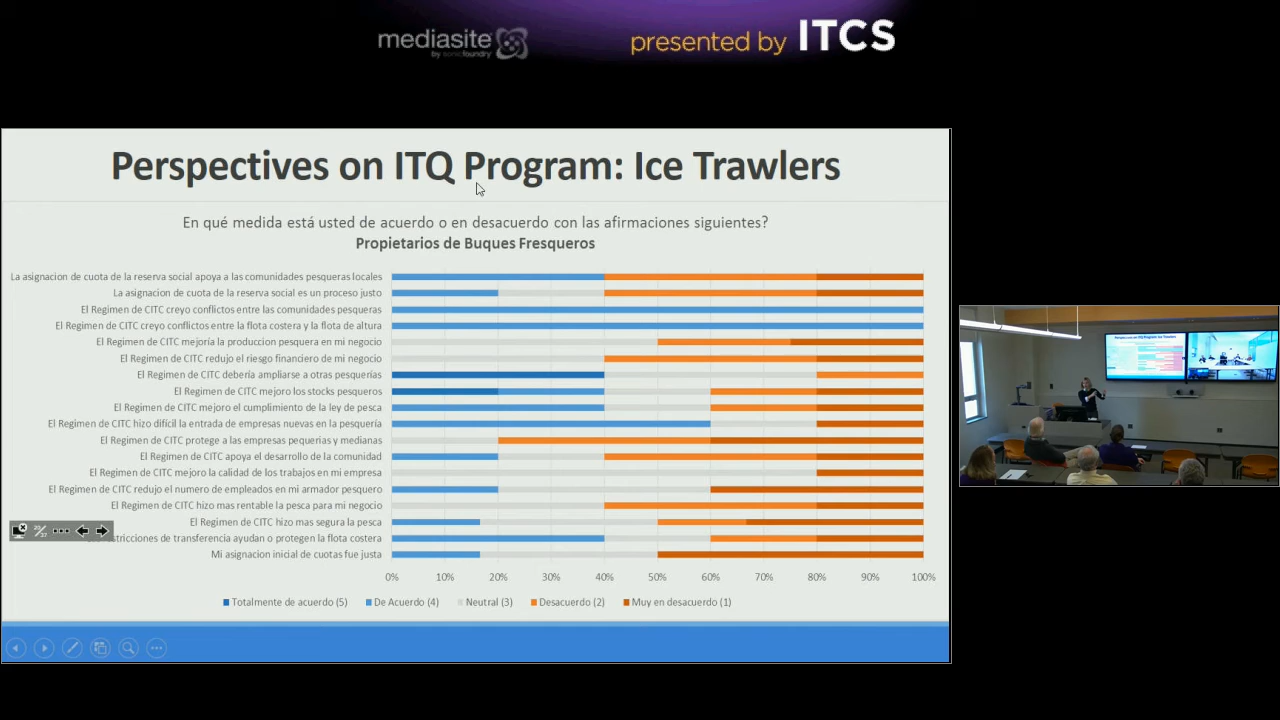 mediasite
by sonicfoundry
presented by ITCS
Perspectives on ITQ Program: Ice Trawlers
En qué medida está usted de acuerdo o en desacuerdo con las afirmaciones siguientes?
Propietarios de Buques Fresqueros
La asignacion de cuota de la reserva social apoya a las comunidades pesqueras locales
La asignacion de cuota de la reserva social es un proceso justo
El Regimen de CITC creyo conflictos entre las comunidades pesqueras
El Regimen de CITC creyo conflictos entre la flota costera y la flota de altura
El Regimen de CITC mejoría la produccion pesquera en mi negocio
El Regimen de CITC redujo el riesgo financiero de mi negocio
El Regimen de CITC debería ampliarse a otras pesquerías
El Regimen de CITC mejoro los stocks pesqueros
El Regimen de CITC mejoro el cumplimiento de la ley de pesca
El Regimen de CITC hizo difícil la entrada de empresas nuevas en la pesquería
El Regimen de CITC protege a las empresas pequerias y medianas
El Regimen de CITC apoya el desarrollo de la comunidad
El Regimen de CITC mejoro la calidad de los trabajos en mi empresa
El Regimen de CITC redujo el numero de empleados en mi armador pesquero
El Regimen de CITC hizo mas rentable la pesca para mi negocio
El Regimen de CITC hizo mas segura la pesca
de transferencia ayudan o protegen la flota costera
Mi asignacion inicial de cuotas fue justa
0% 10% 20% 30% 40% 50% 60% 70% 80% 90% 100%
Totalmente de acuerdo (5) De Acuerdo (4) Neutral (3) Desacuerdo (2) Muy en desacuerdo (1)